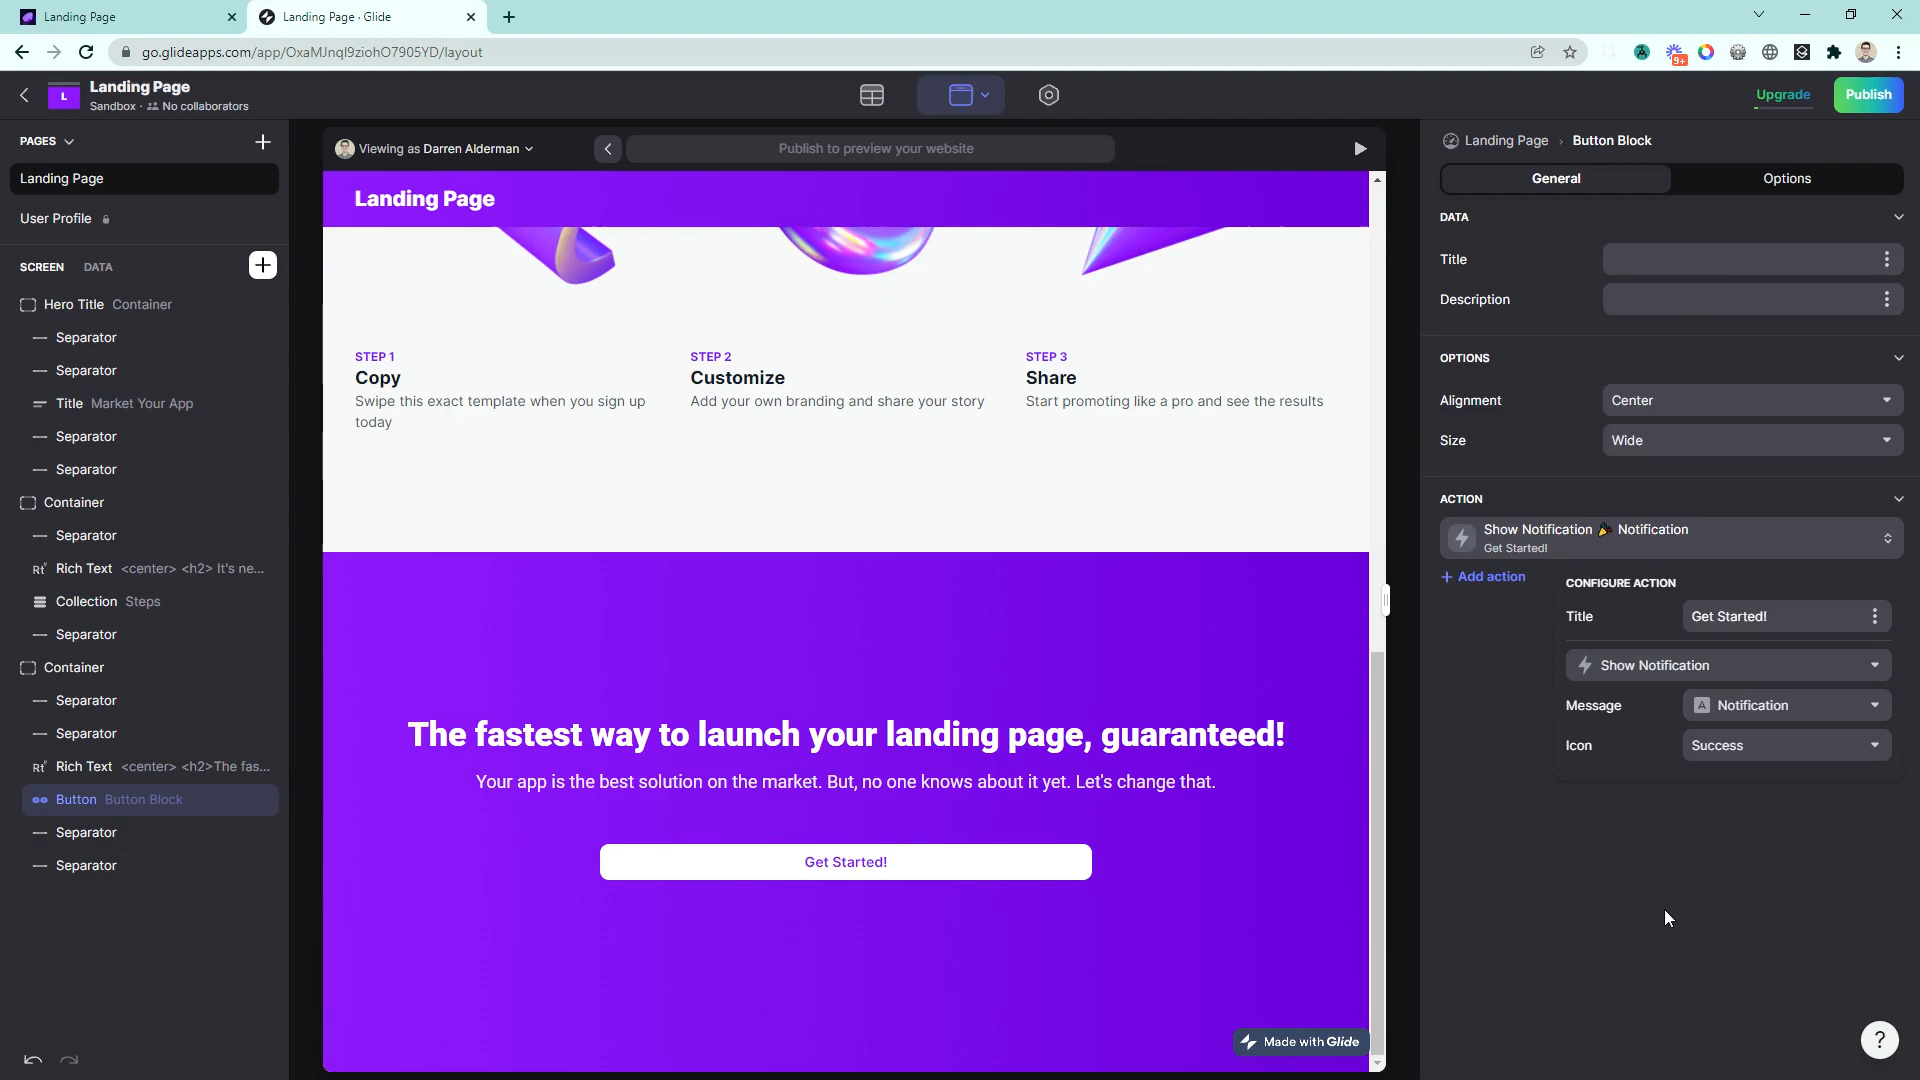 Landing Page
Landing Page · Glide
go.glideapps.com/app/OxaMJnql9ziohO7905YD/layout
9+
L
Landing Page
Sandbox · No collaborators
Upgrade
Publish
PAGES
Landing Page
User Profile
SCREEN
DATA
Hero Title Container
Separator
Separator
Title Market Your App
Separator
Separator
Container
Separator
Rich Text <center> <h2> It's ne...
Collection Steps
Separator
Container
Separator
Separator
Rich Text <center> <h2>The fas...
Button Button Block
Separator
Separator
Viewing as Darren Alderman
Publish to preview your website
Landing Page
STEP 1
Copy
Swipe this exact template when you sign up
today
STEP 2
Customize
Add your own branding and share your story
STEP 3
Share
Start promoting like a pro and see the results
The fastest way to launch your landing page, guaranteed!
Your app is the best solution on the market. But, no one knows about it yet. Let's change that.
Get Started!
Made with Glide
Landing Page › Button Block
General
Options
DATA
Title
Description
OPTIONS
Alignment
Center
Size
Wide
ACTION
Show Notification 🎉 Notification
Get Started!
+ Add action
CONFIGURE ACTION
Title
Get Started!
Show Notification
Message
A Notification
Icon
Success
?